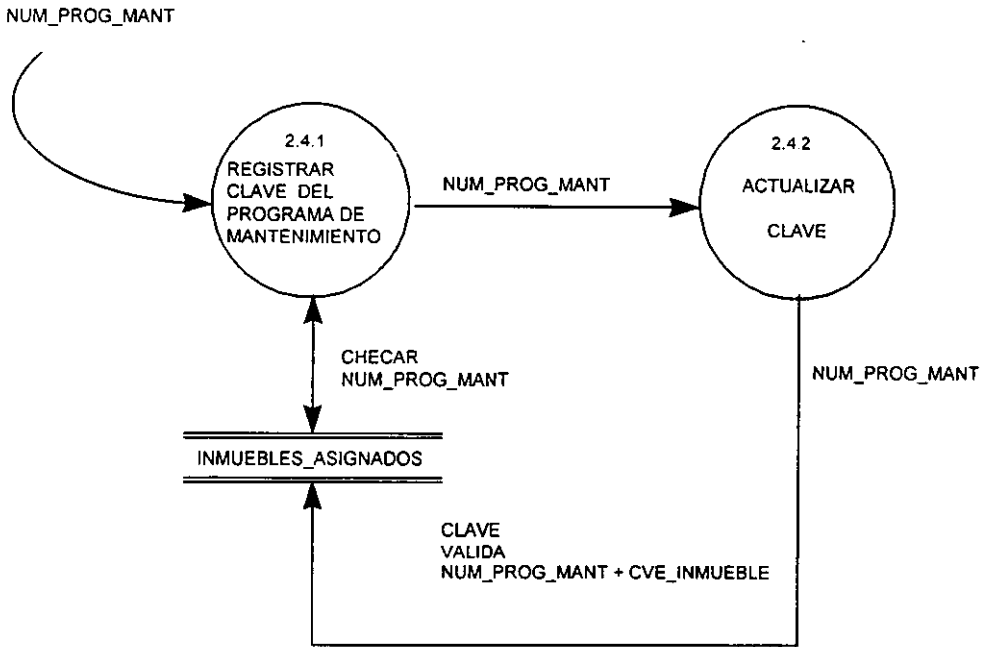 NUM_PROG_MANT
2.4.1
REGISTRAR
CLAVE DEL
PROGRAMA DE
MANTENIMIENTO
NUM_PROG_MANT
2.4.2
ACTUALIZAR
CLAVE
CHECAR
NUM_PROG_MANT
NUM_PROG_MANT
INMUEBLES_ASIGNADOS
CLAVE
VALIDA
NUM_PROG_MANT + CVE_INMUEBLE